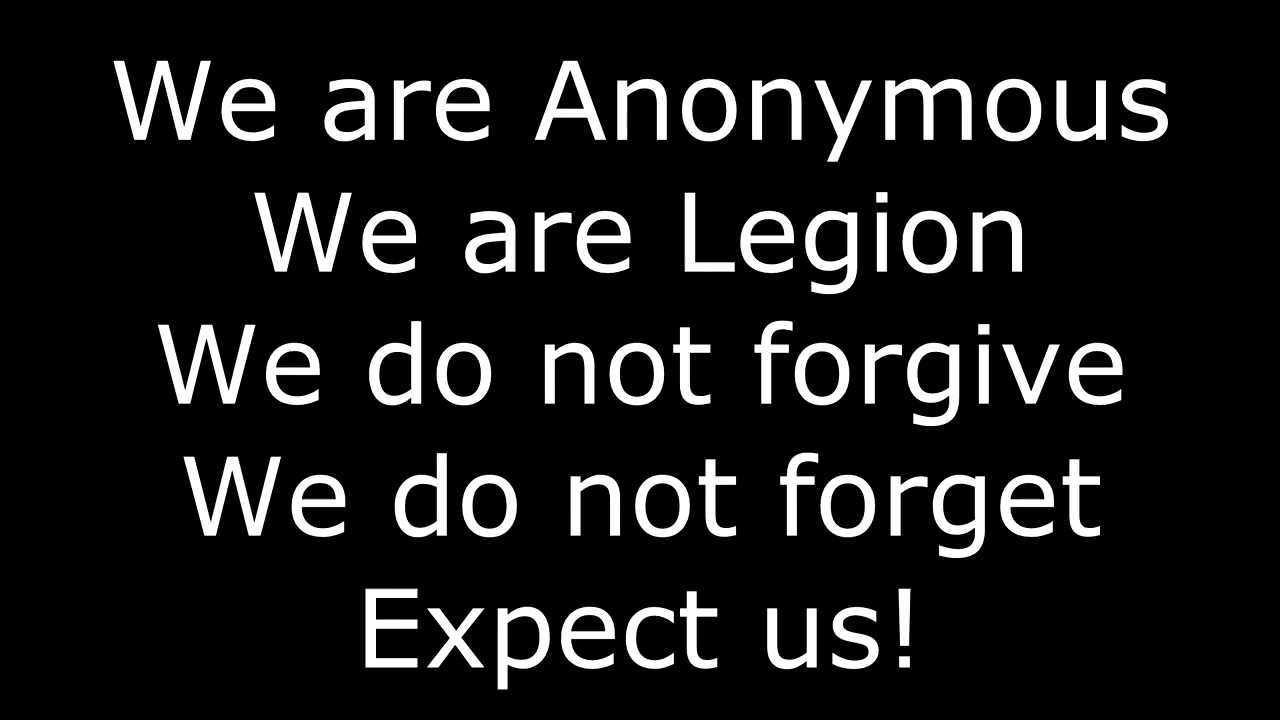 We are Anonymous
We are Legion
We do not forgive
We do not forget
Expect us!